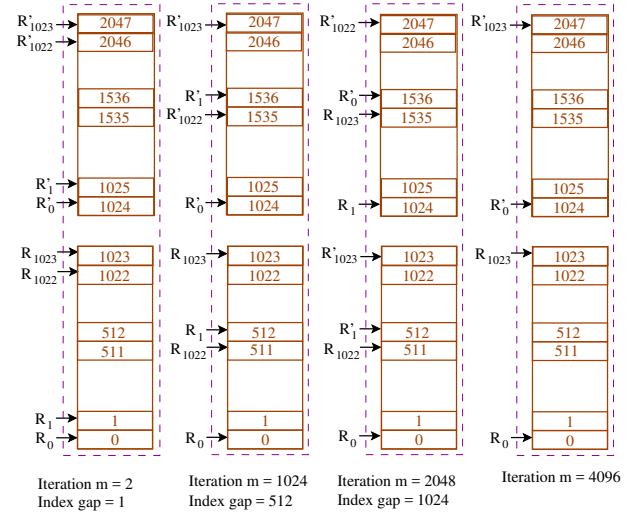 R'1023 2047
R'1022 2046
1536
1535
R'1 1025
R'0 1024
R1023 1023
R1022 1022
512
511
R1 1
R0 0
Iteration m = 2
Index gap = 1
R'1023 2047
2046
R'1 1536
R'1022 1535
1025
R'0 1024
R1023 1023
1022
R1 512
R1022 511
1
R0 0
Iteration m = 1024
Index gap = 512
R'1022 2047
2046
R'0 1536
R1023 1535
1025
R1 1024
R'1023 1023
1022
R'1 512
R1022 511
1
R0 0
Iteration m = 2048
Index gap = 1024
R'1023 2047
2046
1536
1535
1025
R'0 1024
R1023 1023
1022
512
511
1
R0 0
Iteration m = 4096